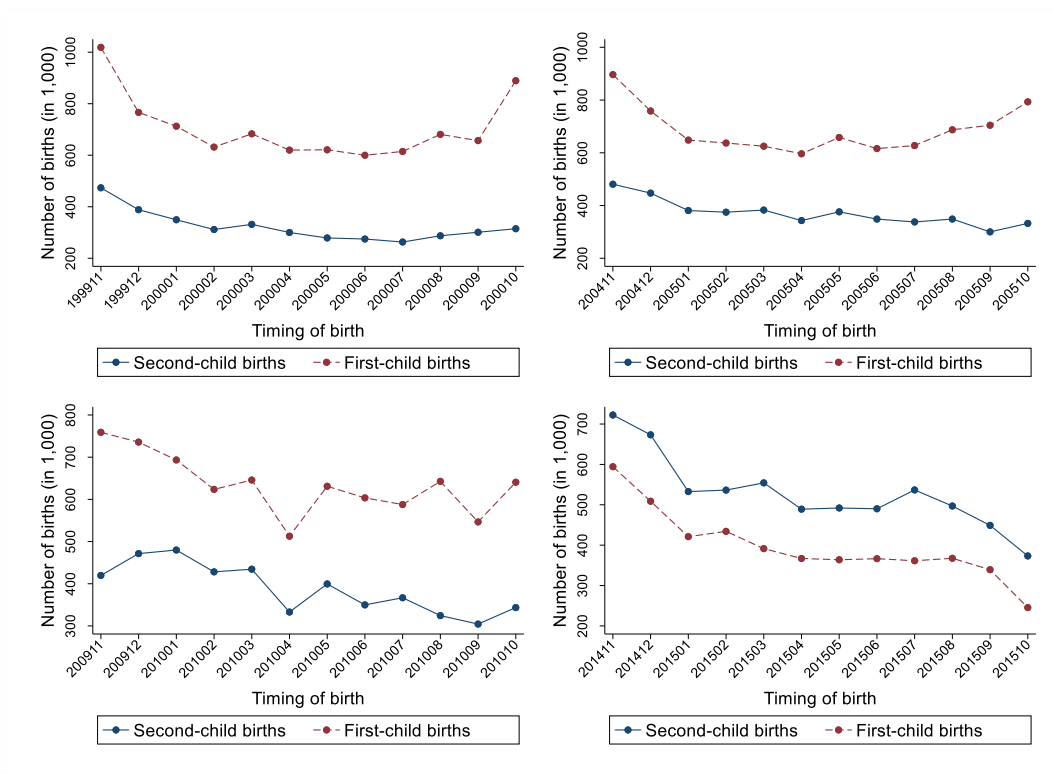 Number of births (in 1,000)
1000
800
600
400
200
199911 199912 200001 200002 200003 200004 200005 200006 200007 200008 200009 200010
Timing of birth
Second-child births First-child births
Number of births (in 1,000)
1000
800
600
400
200
200411 200412 200501 200502 200503 200504 200505 200506 200507 200508 200509 200510
Timing of birth
Second-child births First-child births
Number of births (in 1,000)
800
700
600
500
400
300
200911 200912 201001 201002 201003 201004 201005 201006 201007 201008 201009 201010
Timing of birth
Second-child births First-child births
Number of births (in 1,000)
700
600
500
400
300
200
201411 201412 201501 201502 201503 201504 201505 201506 201507 201508 201509 201510
Timing of birth
Second-child births First-child births